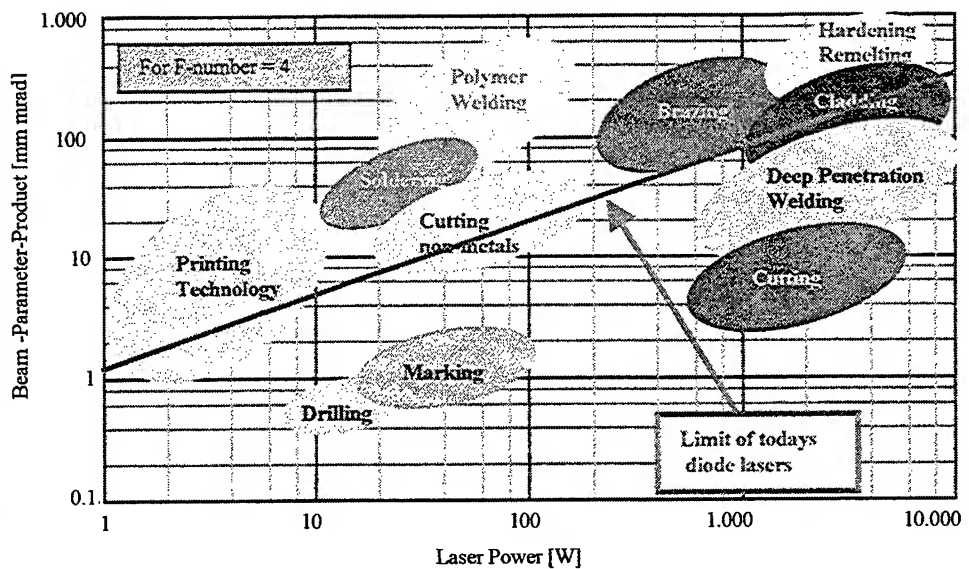 1.000
100
10
1
0.1
Beam -Parameter-Product [mm mrad]
For F-number = 4
Polymer
Welding
Hardening
Remelting
Brazing
Cladding
Soldering
Deep Penetration
Welding
Cutting
non-metals
Printing
Technology
Cutting
Marking
Drilling
Limit of todays
diode lasers
1
10
100
1.000
10.000
Laser Power [W]